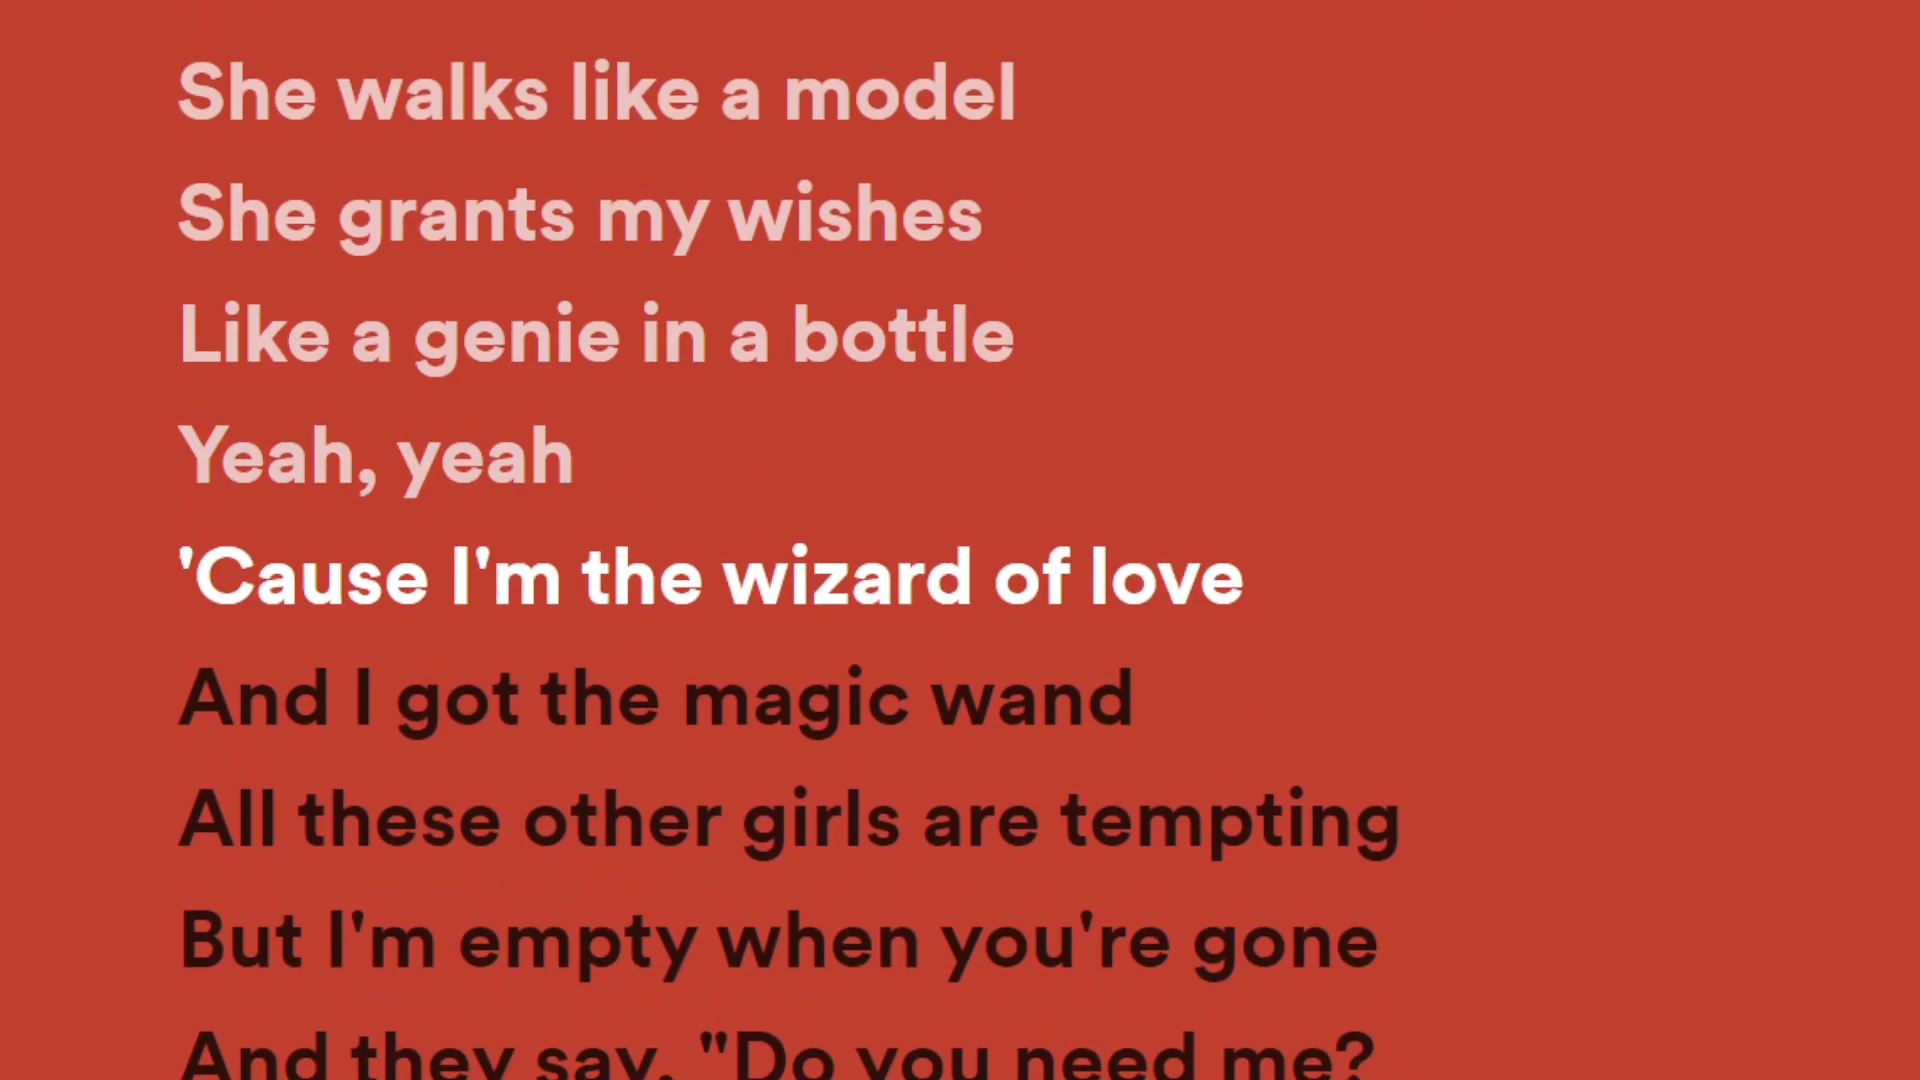 She walks like a model
She grants my wishes
Like a genie in a bottle
Yeah, yeah
'Cause I'm the wizard of love
And I got the magic wand
All these other girls are tempting
But I'm empty when you're gone
And they say, "Do you need me?